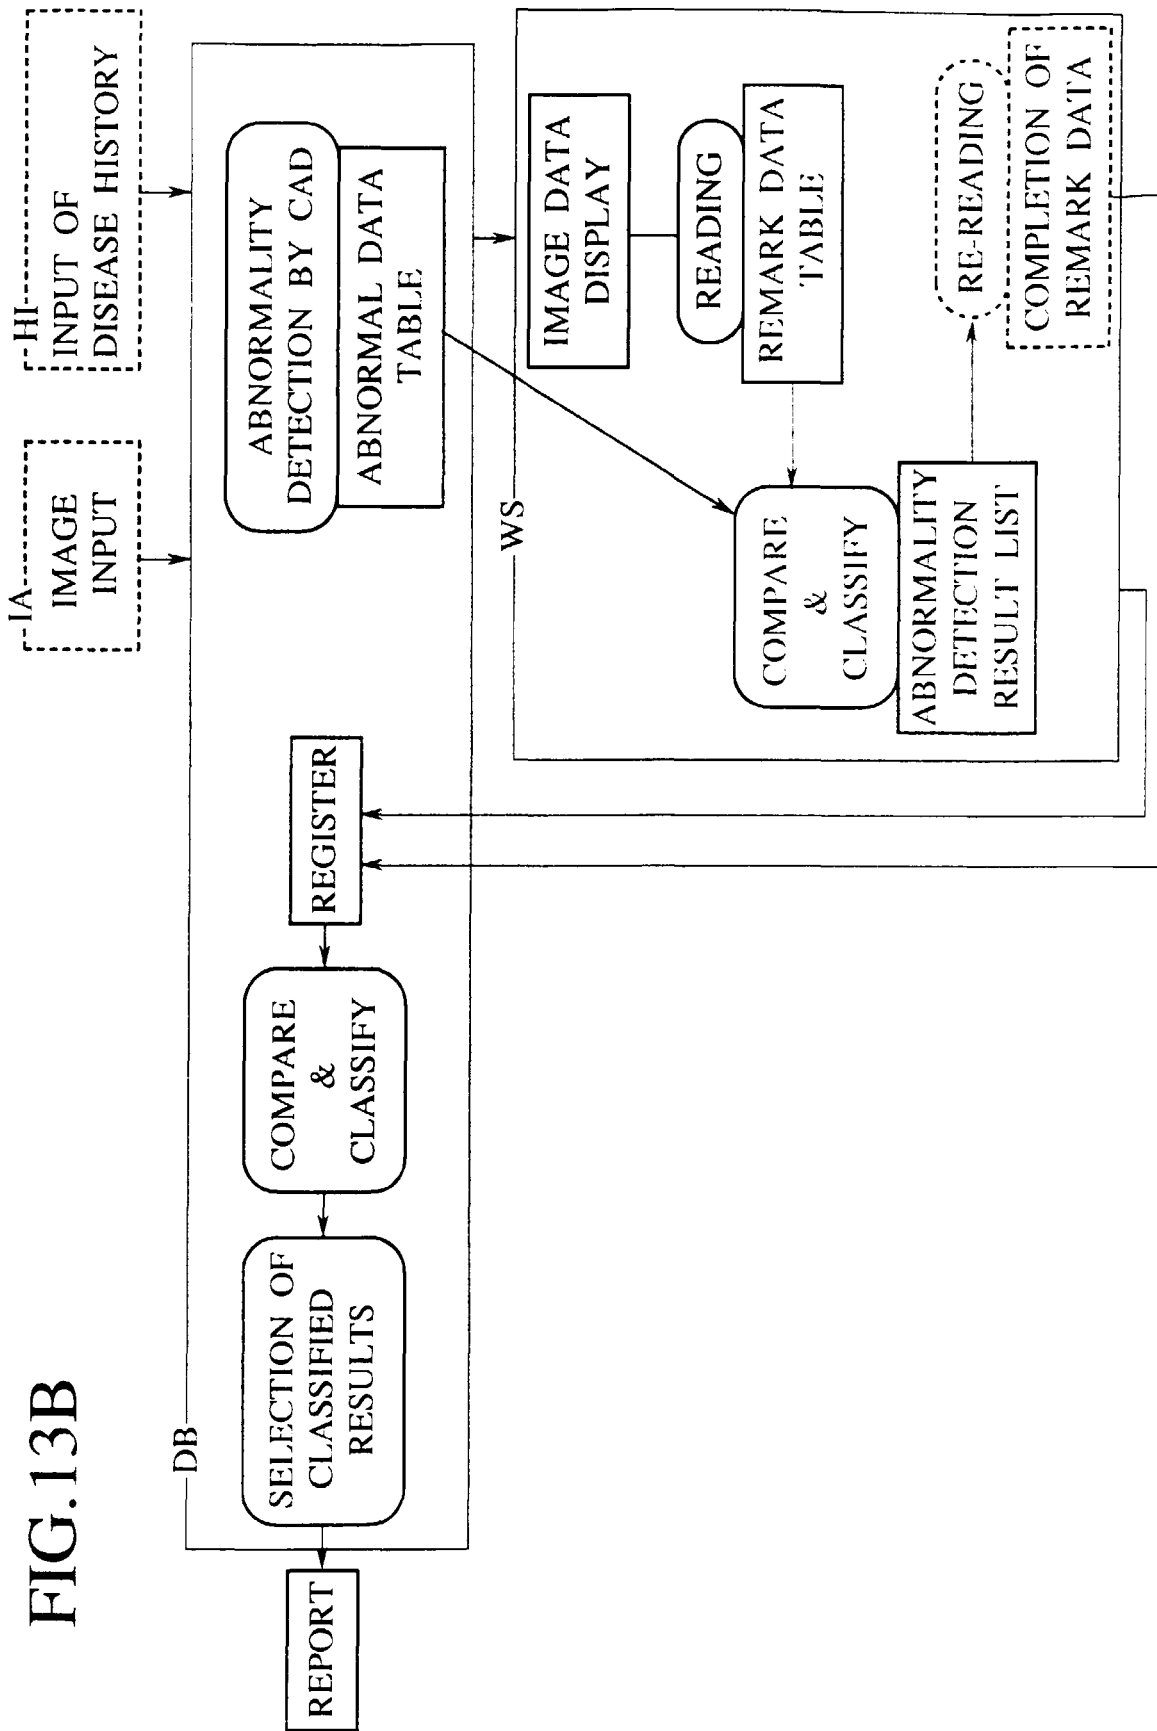 FIG.13B
HI
INPUT OF
DISEASE HISTORY
IA
IMAGE
INPUT
DB
ABNORMALITY
DETECTION BY CAD
ABNORMAL DATA
TABLE
REGISTER
COMPARE
&
CLASSIFY
SELECTION OF
CLASSIFIED
RESULTS
REPORT
WS
IMAGE DATA
DISPLAY
READING
REMARK DATA
TABLE
COMPARE
&
CLASSIFY
ABNORMALITY
DETECTION
RESULT LIST
RE-READING
COMPLETION OF
REMARK DATA